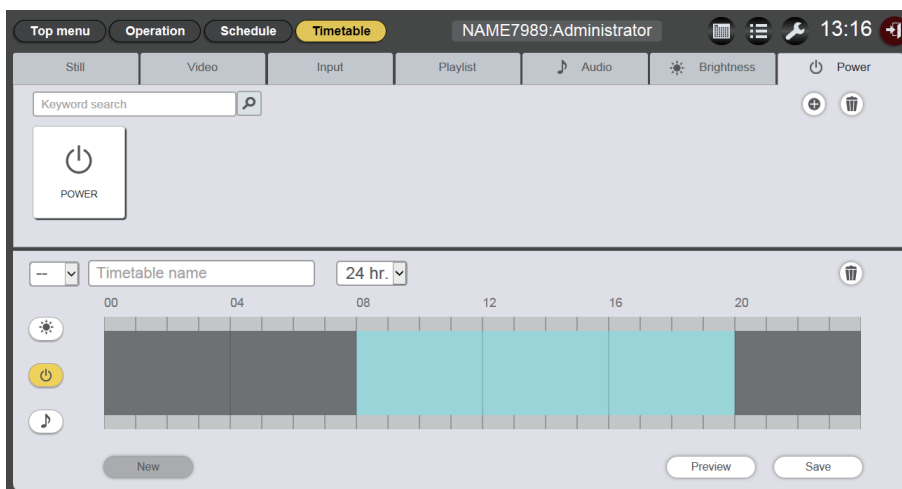 Top menu Operation Schedule Timetable NAME7989:Administrator 13:16
Still Video Input Playlist Audio Brightness Power
Keyword search
POWER
-- Timetable name 24 hr.
00 04 08 12 16 20
New Preview Save